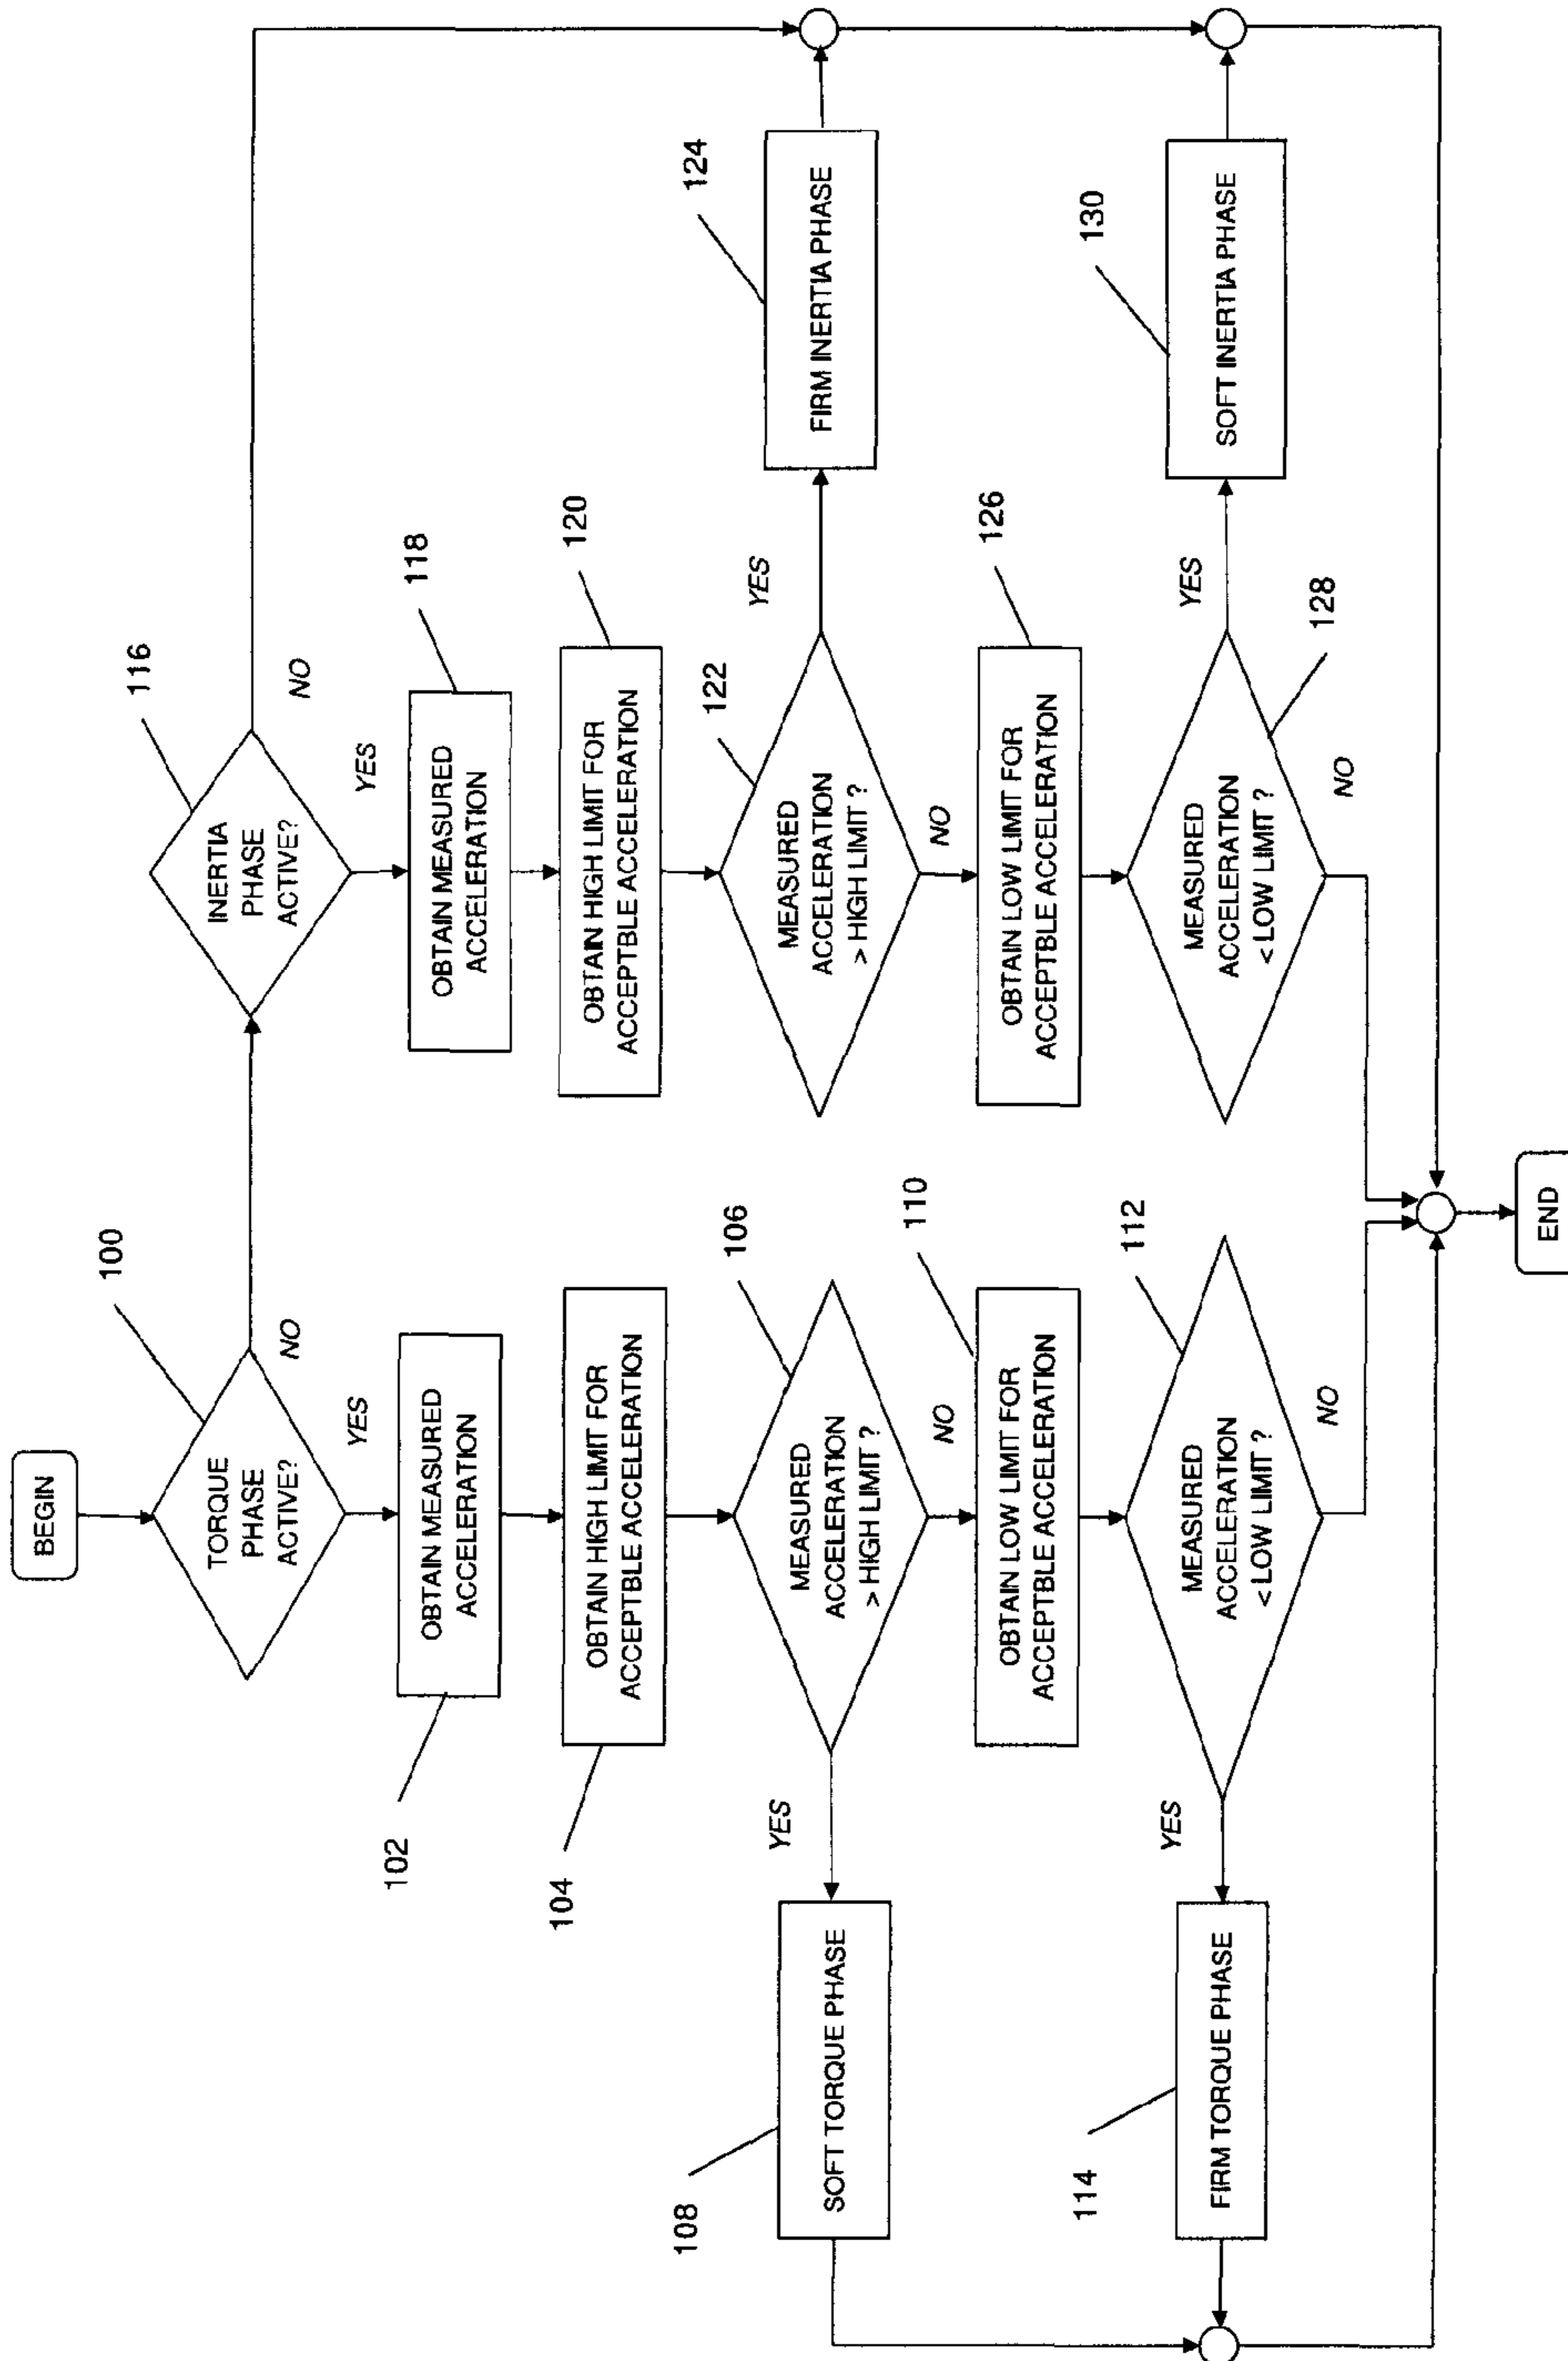 BEGIN
100
TORQUE
PHASE
ACTIVE?
NO
YES
116
INERTIA
PHASE
ACTIVE?
NO
YES
102
OBTAIN MEASURED
ACCELERATION
118
OBTAIN MEASURED
ACCELERATION
104
OBTAIN HIGH LIMIT FOR
ACCEPTBLE ACCELERATION
120
OBTAIN HIGH LIMIT FOR
ACCEPTBLE ACCELERATION
108
SOFT TORQUE PHASE
YES
106
MEASURED
ACCELERATION
> HIGH LIMIT ?
NO
122
MEASURED
ACCELERATION
> HIGH LIMIT ?
NO
YES
124
FIRM INERTIA PHASE
110
OBTAIN LOW LIMIT FOR
ACCEPTBLE ACCELERATION
126
OBTAIN LOW LIMIT FOR
ACCEPTBLE ACCELERATION
114
FIRM TORQUE PHASE
YES
112
MEASURED
ACCELERATION
< LOW LIMIT ?
NO
128
MEASURED
ACCELERATION
< LOW LIMIT ?
NO
YES
130
SOFT INERTIA PHASE
END